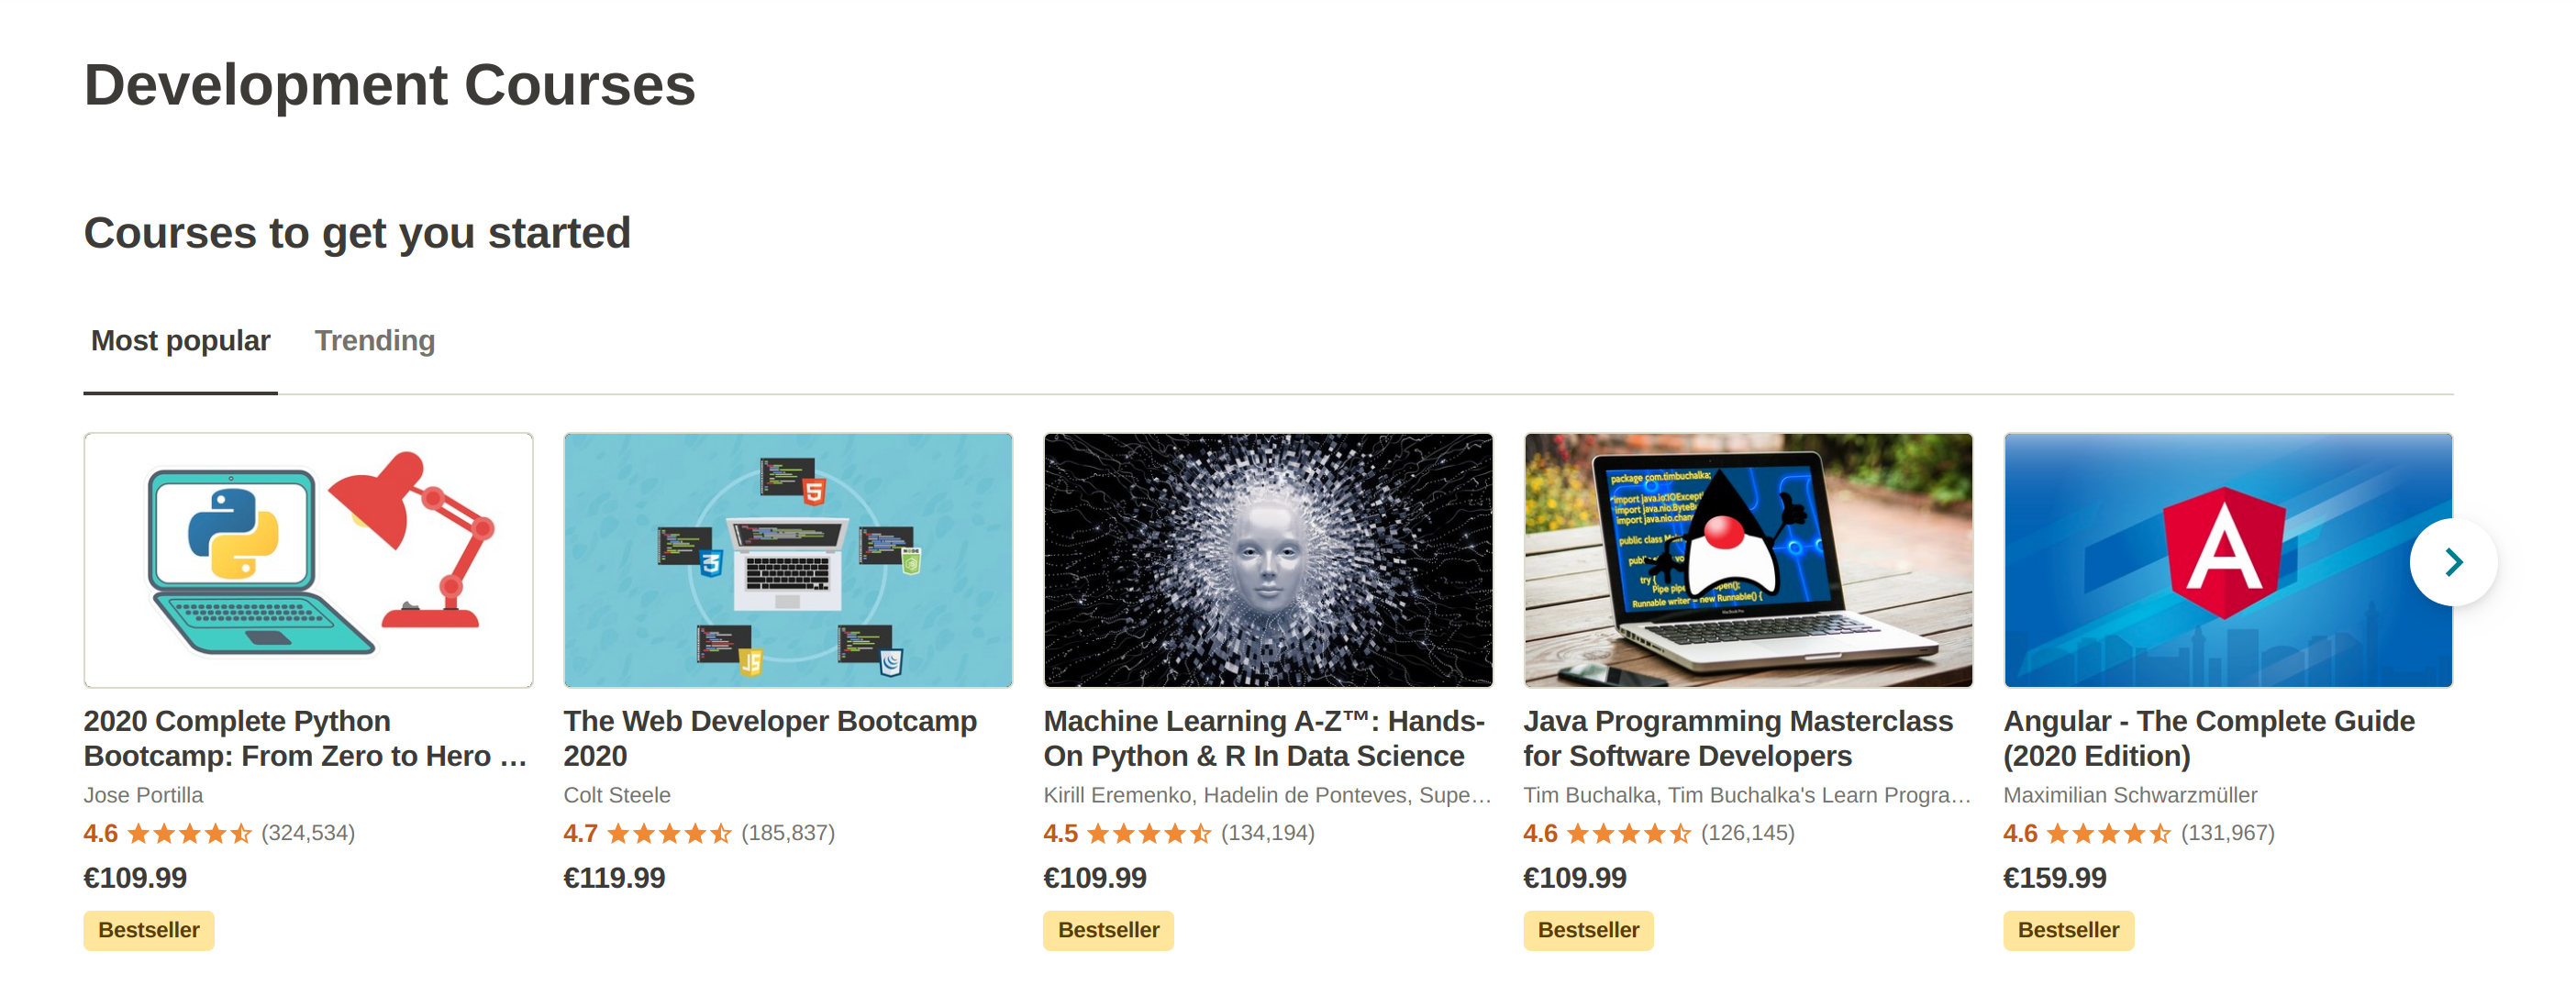 Development Courses
Courses to get you started
Most popular Trending
package com.timbuchalka;
import java.nio.ByteB
import java.nio.chan
public class
try {
Runnable writer = new Runnable() {
MacBook Pro
5
3
NODE
JS
A
2020 Complete Python
Bootcamp: From Zero to Hero …
Jose Portilla
4.6 (324,534)
€109.99
Bestseller
The Web Developer Bootcamp
2020
Colt Steele
4.7 (185,837)
€119.99
Machine Learning A-Z™: Hands-
On Python & R In Data Science
Kirill Eremenko, Hadelin de Ponteves, Supe…
4.5 (134,194)
€109.99
Bestseller
Java Programming Masterclass
for Software Developers
Tim Buchalka, Tim Buchalka's Learn Progra…
4.6 (126,145)
€109.99
Bestseller
Angular - The Complete Guide
(2020 Edition)
Maximilian Schwarzmüller
4.6 (131,967)
€159.99
Bestseller